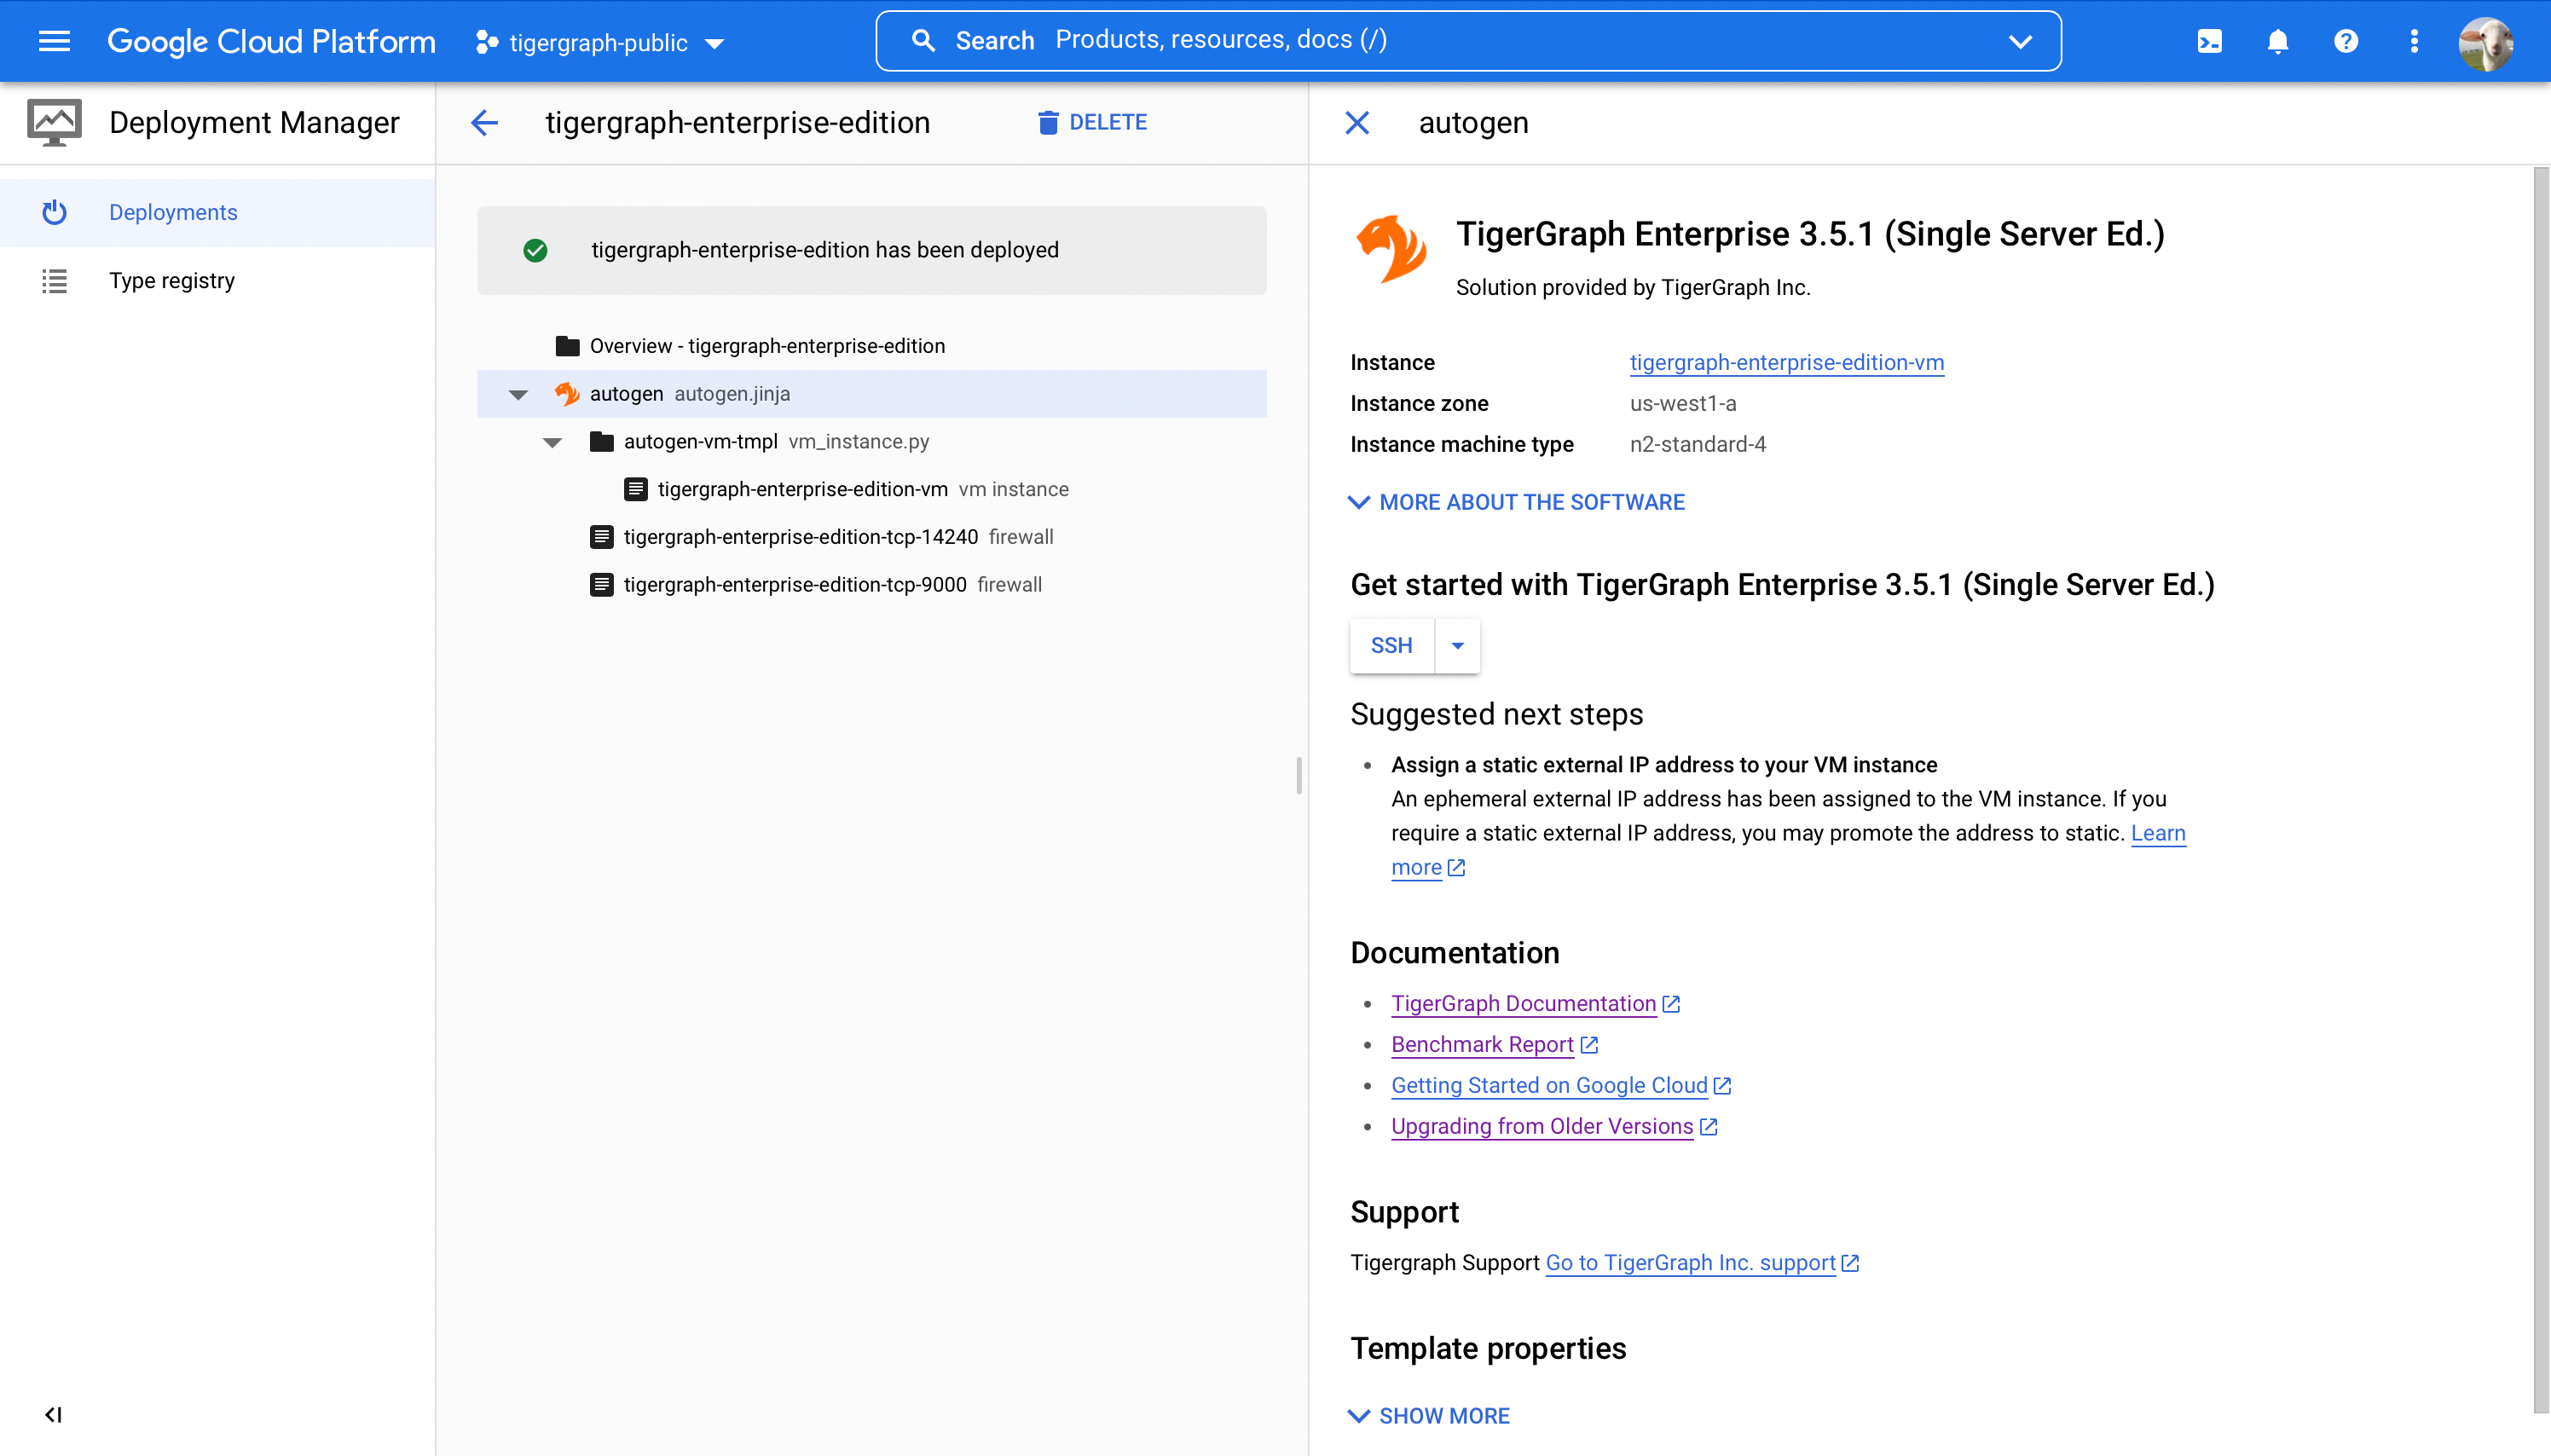 Google Cloud Platform
tigergraph-public
Search Products, resources, docs (/)
Deployment Manager
tigergraph-enterprise-edition
DELETE
autogen
Deployments
Type registry
tigergraph-enterprise-edition has been deployed
Overview - tigergraph-enterprise-edition
autogen autogen.jinja
autogen-vm-tmpl vm_instance.py
tigergraph-enterprise-edition-vm vm instance
tigergraph-enterprise-edition-tcp-14240 firewall
tigergraph-enterprise-edition-tcp-9000 firewall
TigerGraph Enterprise 3.5.1 (Single Server Ed.)
Solution provided by TigerGraph Inc.
Instance tigergraph-enterprise-edition-vm
Instance zone us-west1-a
Instance machine type n2-standard-4
MORE ABOUT THE SOFTWARE
Get started with TigerGraph Enterprise 3.5.1 (Single Server Ed.)
SSH
Suggested next steps
Assign a static external IP address to your VM instance
An ephemeral external IP address has been assigned to the VM instance. If you
require a static external IP address, you may promote the address to static. Learn
more
Documentation
TigerGraph Documentation
Benchmark Report
Getting Started on Google Cloud
Upgrading from Older Versions
Support
Tigergraph Support Go to TigerGraph Inc. support
Template properties
SHOW MORE